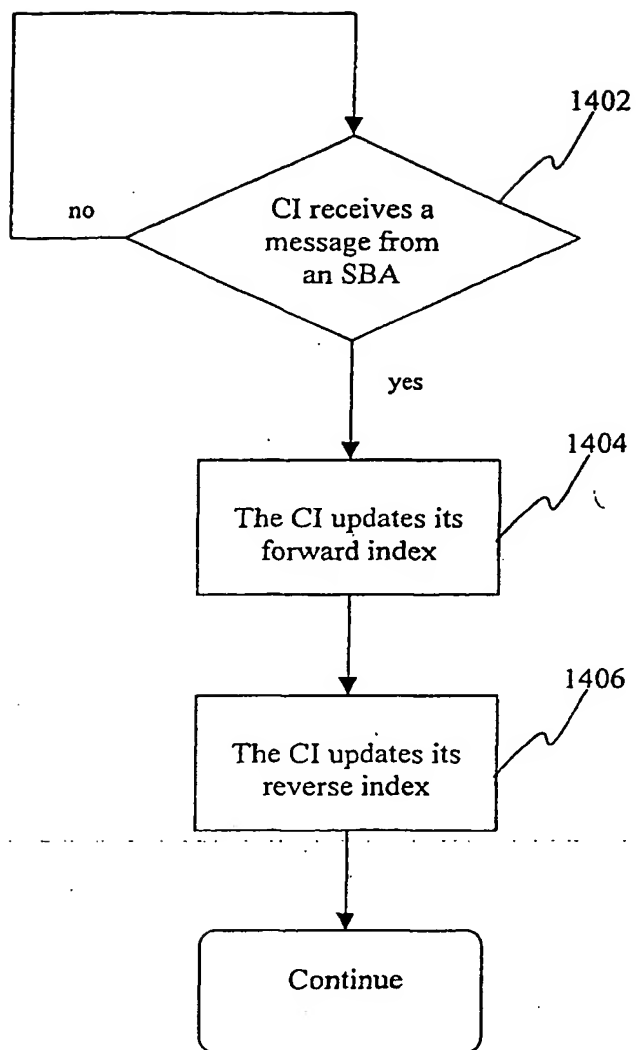 1402
no
CI receives a
message from
an SBA
yes
1404
The CI updates its
forward index
1406
The CI updates its
reverse index
Continue